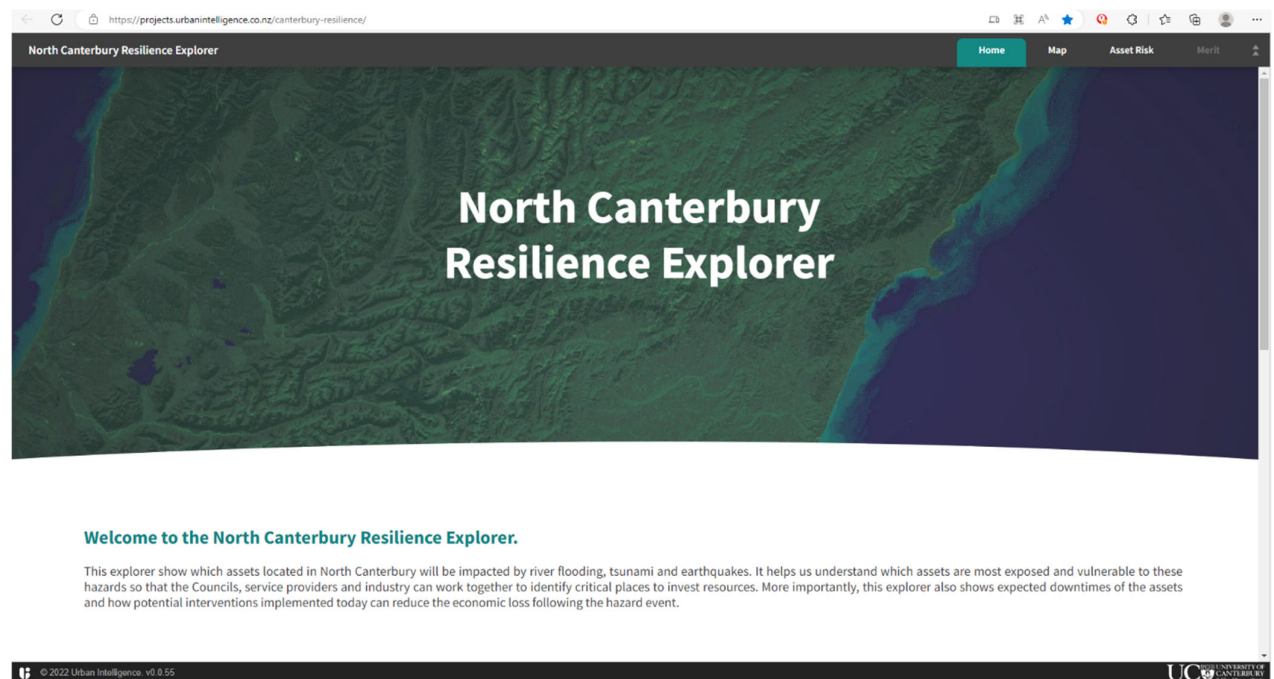 https://projects.urbanintelligence.co.nz/canterbury-resilience/
North Canterbury Resilience Explorer
Home
Map
Asset Risk
Merit
North Canterbury
Resilience Explorer
Welcome to the North Canterbury Resilience Explorer.
This explorer show which assets located in North Canterbury will be impacted by river flooding, tsunami and earthquakes. It helps us understand which assets are most exposed and vulnerable to these
hazards so that the Councils, service providers and industry can work together to identify critical places to invest resources. More importantly, this explorer also shows expected downtimes of the assets
and how potential interventions implemented today can reduce the economic loss following the hazard event.
© 2022 Urban Intelligence. v0.0.55
UC
UNIVERSITY OF
CANTERBURY